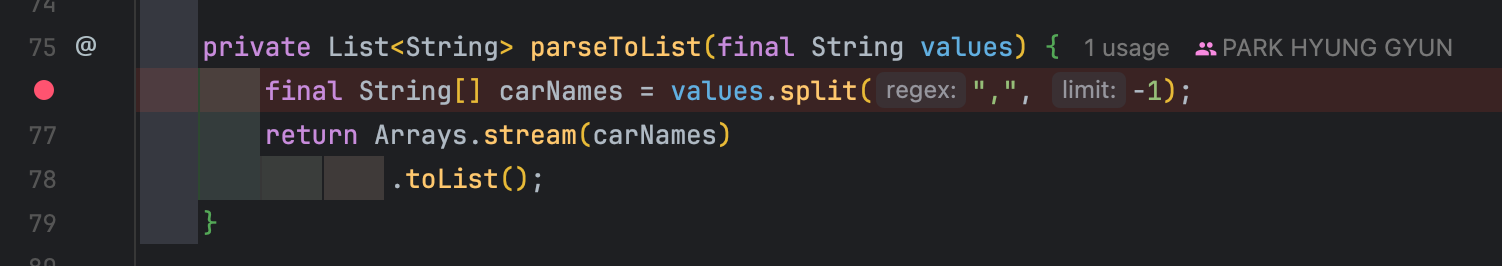 74
75 @ private List<String> parseToList(final String values) { 1 usage PARK HYUNG GYUN
final String[] carNames = values.split( regex: ",", limit: -1);
77 return Arrays.stream(carNames)
78 .toList();
79 }
80